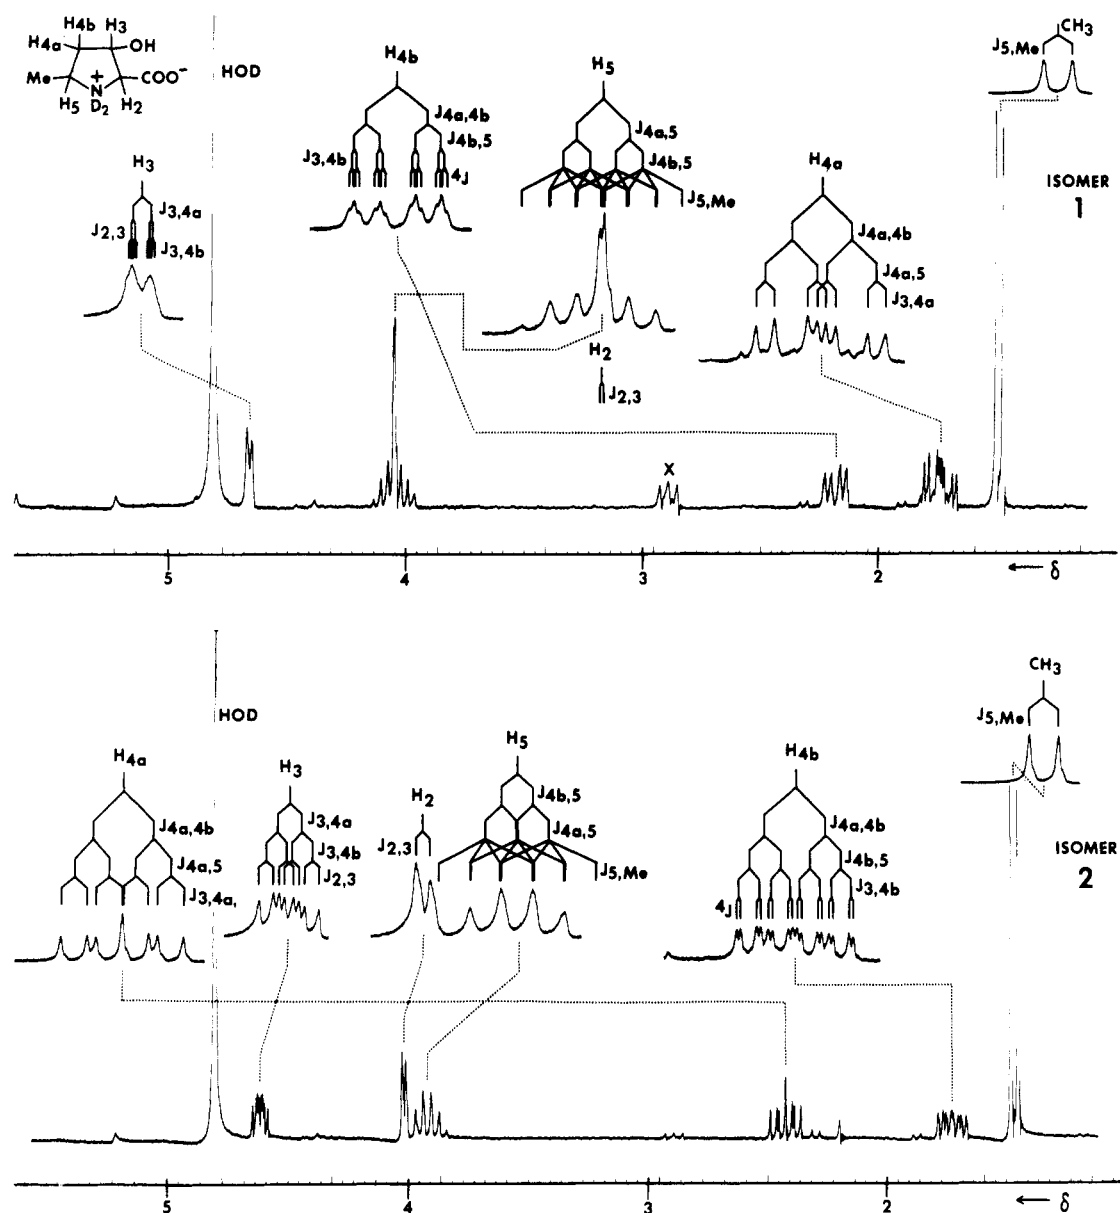 H4b H3
H4a OH
Me N + COO−
H5 D2 H2
HOD
H3
J3,4a
J2,3
J3,4b
H4b
J4a,4b
J4b,5
J3,4b
4J
H5
J4a,5
J4b,5
J5,Me
H2
J2,3
H4a
J4a,4b
J4a,5
J3,4a
CH3
J5,Me
ISOMER
1
X
5 4 3 2 ← δ
HOD
H4a
J4a,4b
J4a,5
J3,4a,
H3
J3,4a
J3,4b
J2,3
H2
J2,3
H5
J4b,5
J4a,5
J5,Me
H4b
J4a,4b
J4b,5
J3,4b
4J
CH3
J5,Me
ISOMER
2
5 4 3 2 ← δ